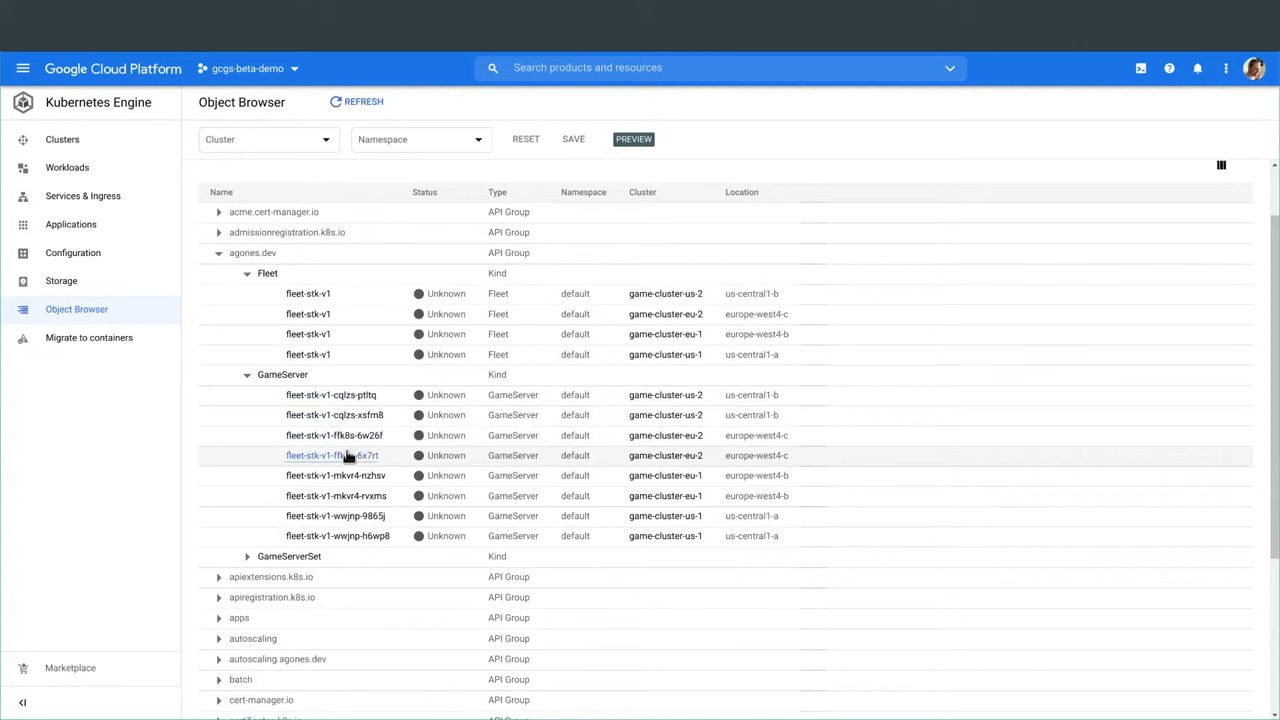 Google Cloud Platform gcgs-beta-demo Search products and resources
Kubernetes Engine Object Browser REFRESH
Clusters
Workloads
Services & Ingress
Applications
Configuration
Storage
Object Browser
Migrate to containers
Marketplace
Cluster Namespace RESET SAVE PREVIEW
Name Status Type Namespace Cluster Location
acme.cert-manager.io API Group
admissionregistration.k8s.io API Group
agones.dev API Group
Fleet Kind
fleet-stk-v1 Unknown Fleet default game-cluster-us-2 us-central1-b
fleet-stk-v1 Unknown Fleet default game-cluster-eu-2 europe-west4-c
fleet-stk-v1 Unknown Fleet default game-cluster-eu-1 europe-west4-b
fleet-stk-v1 Unknown Fleet default game-cluster-us-1 us-central1-a
GameServer Kind
fleet-stk-v1-cqlzs-ptltq Unknown GameServer default game-cluster-us-2 us-central1-b
fleet-stk-v1-cqlzs-xsfm8 Unknown GameServer default game-cluster-us-2 us-central1-b
fleet-stk-v1-ffk8s-6w26f Unknown GameServer default game-cluster-eu-2 europe-west4-c
Unknown GameServer default game-cluster-eu-2 europe-west4-c
fleet-stk-v1-mkvr4-nzhsv Unknown GameServer default game-cluster-eu-1 europe-west4-b
fleet-stk-v1-mkvr4-rvxms Unknown GameServer default game-cluster-eu-1 europe-west4-b
fleet-stk-v1-wwjnp-9865j Unknown GameServer default game-cluster-us-1 us-central1-a
fleet-stk-v1-wwjnp-h6wp8 Unknown GameServer default game-cluster-us-1 us-central1-a
GameServerSet Kind
apiextensions.k8s.io API Group
apiregistration.k8s.io API Group
apps API Group
autoscaling API Group
autoscaling.agones.dev API Group
batch API Group
cert-manager.io API Group